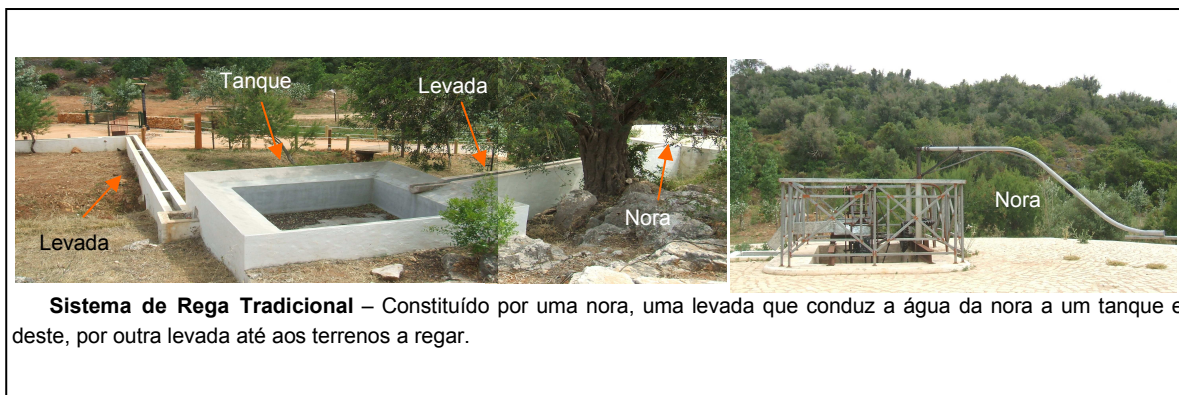 Tanque
Levada
Levada
Nora
Nora
Sistema de Rega Tradicional – Constituído por uma nora, uma levada que conduz a água da nora a um tanque e
deste, por outra levada até aos terrenos a regar.